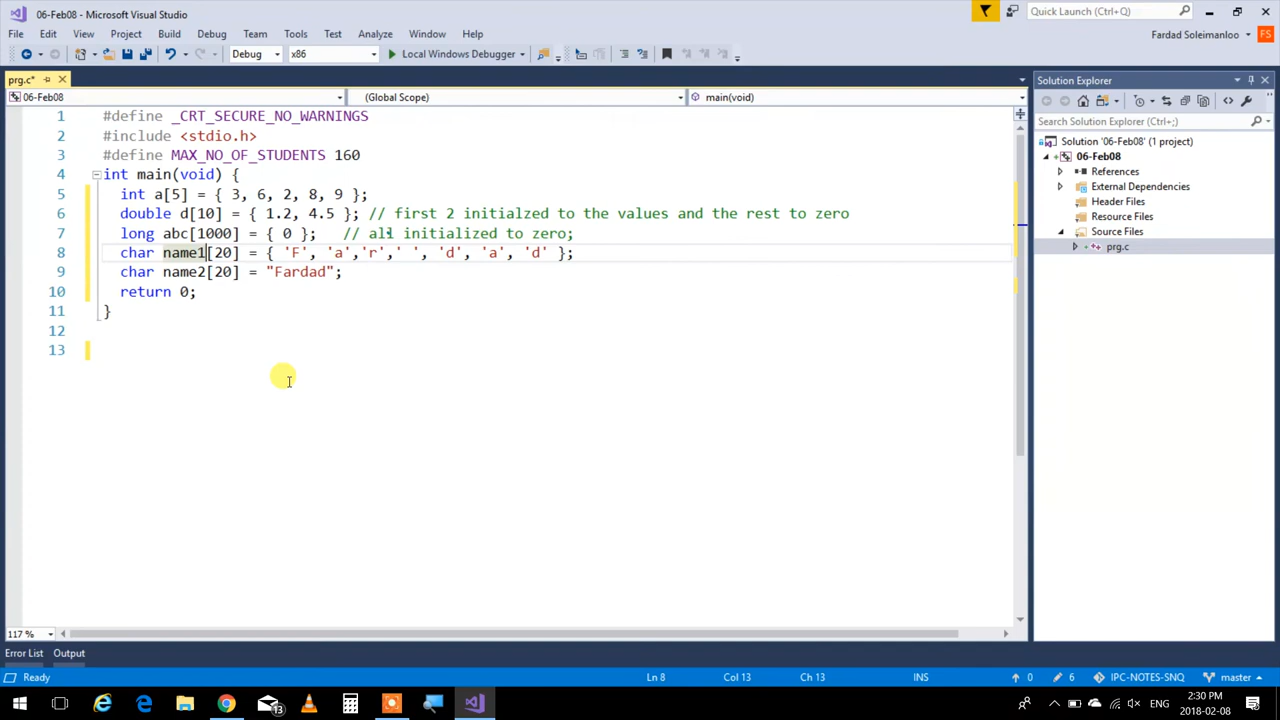 06-Feb08 - Microsoft Visual Studio
Quick Launch (Ctrl+Q)
File Edit View Project Build Debug Team Tools Test Analyze Window Help
Fardad Soleimanloo FS
Debug x86 Local Windows Debugger
prg.c*
Solution Explorer
06-Feb08 (Global Scope) main(void)
Search Solution Explorer (Ctrl+;)
Solution '06-Feb08' (1 project)
06-Feb08
References
External Dependencies
Header Files
Resource Files
Source Files
prg.c
1 #define _CRT_SECURE_NO_WARNINGS
2 #include <stdio.h>
3 #define MAX_NO_OF_STUDENTS 160
4 int main(void) {
5 int a[5] = { 3, 6, 2, 8, 9 };
6 double d[10] = { 1.2, 4.5 }; // first 2 initialzed to the values and the rest to zero
7 long abc[1000] = { 0 }; // all initialized to zero;
8 char name1[20] = { 'F', 'a','r',' ', 'd', 'a', 'd' };
9 char name2[20] = "Fardad";
10 return 0;
11 }
12
13
117 %
Error List Output
Ready Ln 8 Col 13 Ch 13 INS 0 6 IPC-NOTES-SNQ master
13 ENG 2:30 PM
2018-02-08